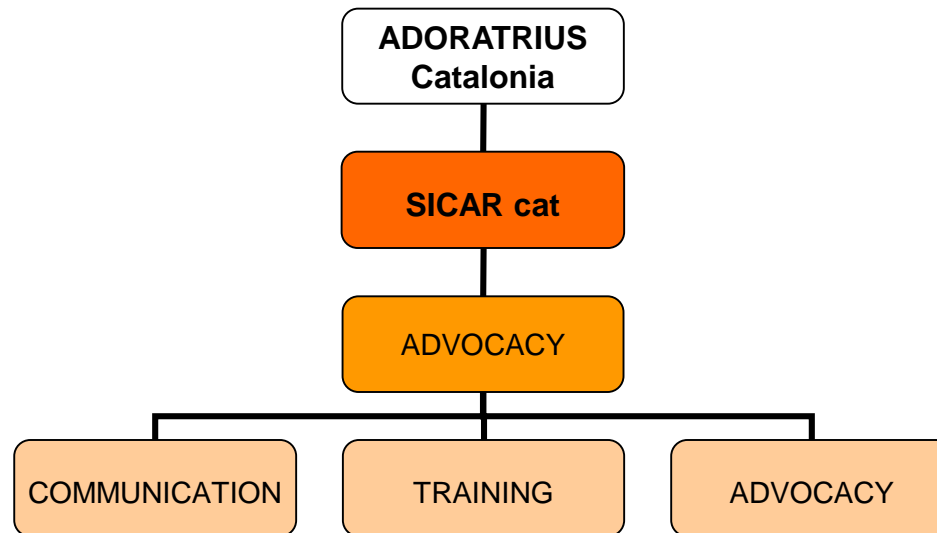 ADORATRIUS
Catalonia
SICAR cat
ADVOCACY
COMMUNICATION
TRAINING
ADVOCACY